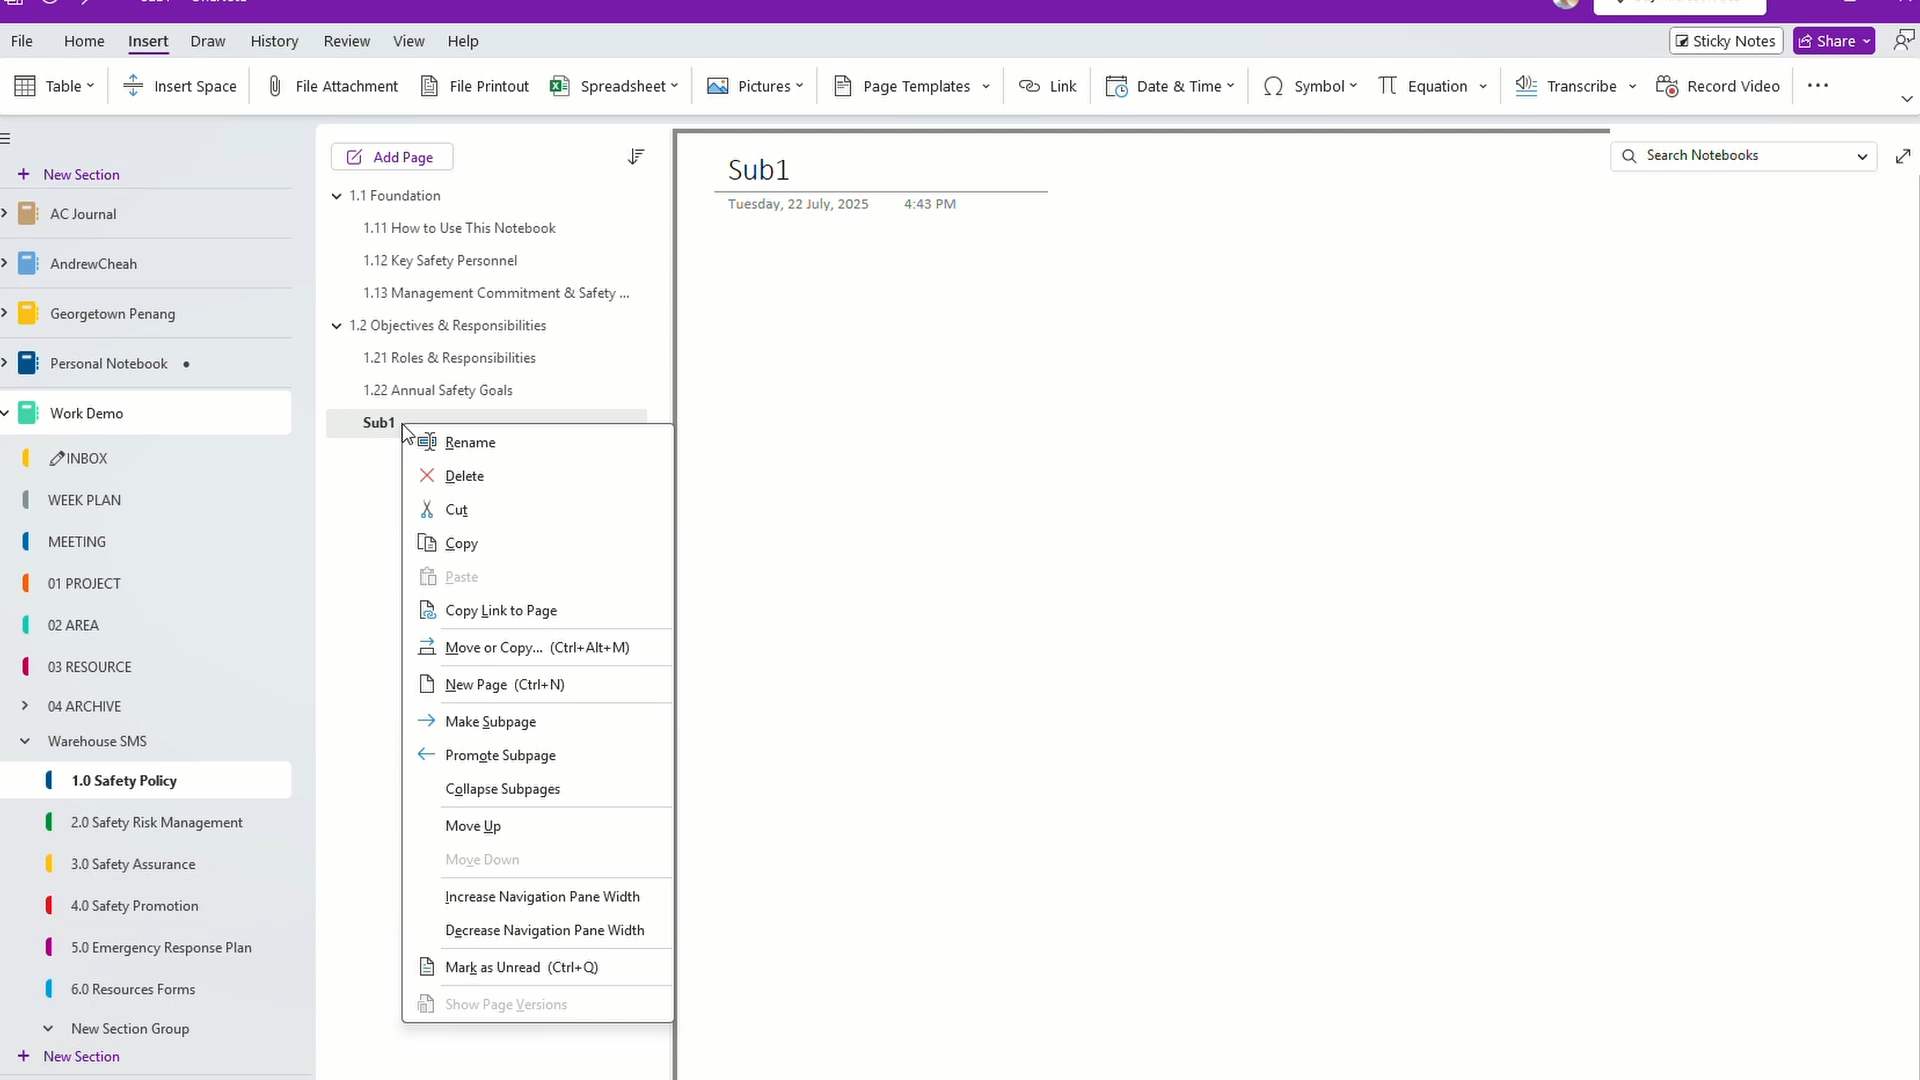 File Home Insert Draw History Review View Help Sticky Notes Share
Table Insert Space File Attachment File Printout Spreadsheet Pictures Page Templates Link Date & Time Symbol Equation Transcribe Record Video
New Section
AC Journal
AndrewCheah
Georgetown Penang
Personal Notebook
Work Demo
INBOX
WEEK PLAN
MEETING
01 PROJECT
02 AREA
03 RESOURCE
04 ARCHIVE
Warehouse SMS
1.0 Safety Policy
2.0 Safety Risk Management
3.0 Safety Assurance
4.0 Safety Promotion
5.0 Emergency Response Plan
6.0 Resources Forms
New Section Group
New Section
Add Page
1.1 Foundation
1.11 How to Use This Notebook
1.12 Key Safety Personnel
1.13 Management Commitment & Safety ...
1.2 Objectives & Responsibilities
1.21 Roles & Responsibilities
1.22 Annual Safety Goals
Sub1
Rename
Delete
Cut
Copy
Paste
Copy Link to Page
Move or Copy... (Ctrl+Alt+M)
New Page (Ctrl+N)
Make Subpage
Promote Subpage
Collapse Subpages
Move Up
Move Down
Increase Navigation Pane Width
Decrease Navigation Pane Width
Mark as Unread (Ctrl+Q)
Show Page Versions
Sub1
Tuesday, 22 July, 2025 4:43 PM
Search Notebooks